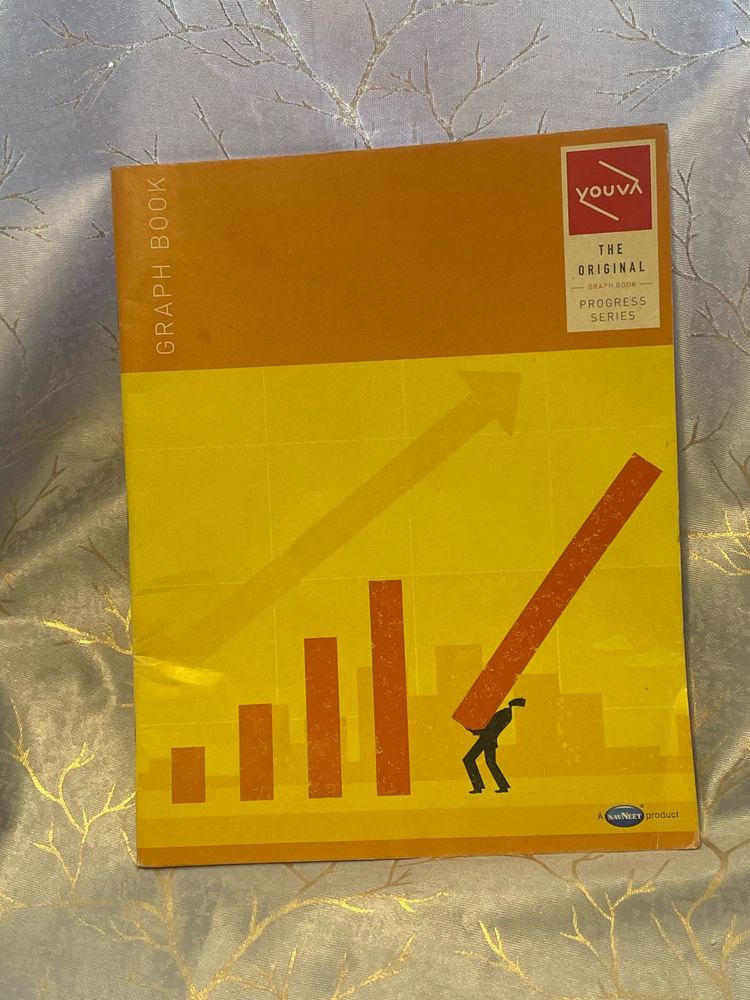 GRAPH BOOK
YOUVA
THE
ORIGINAL
GRAPH BOOK
PROGRESS
SERIES
A NAVNEET® product